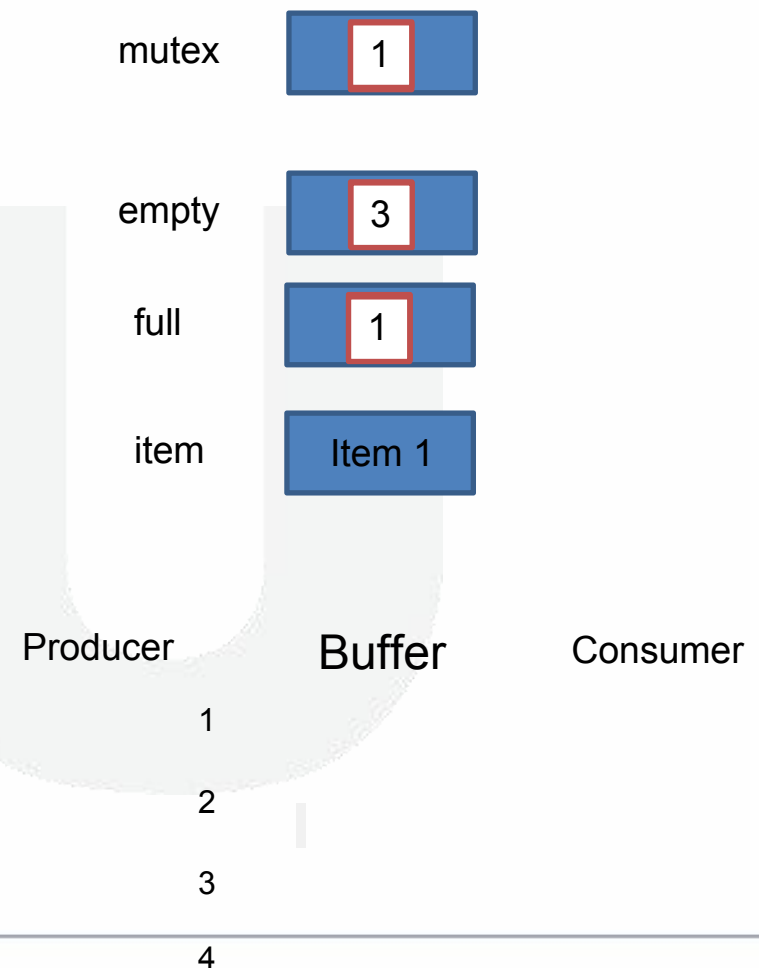 mutex 1
empty 3
full 1
item Item 1
Producer Buffer Consumer
1
2
3
4